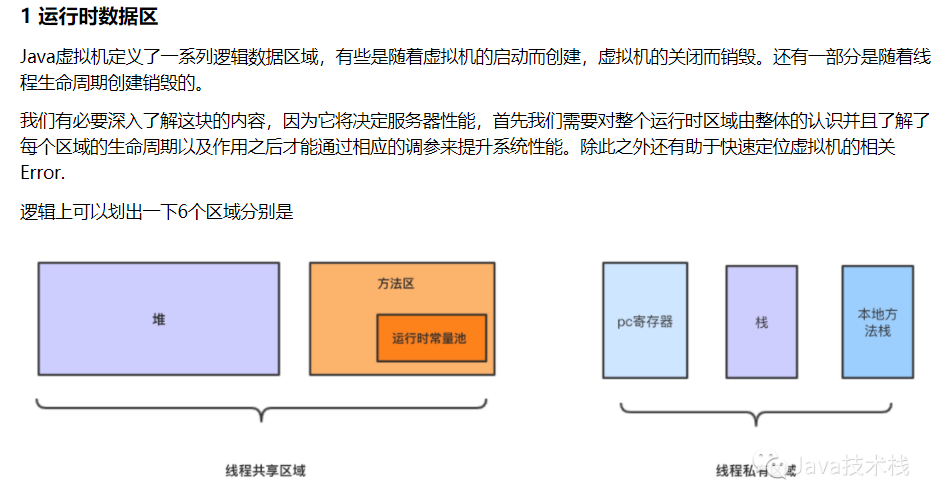 1 运行时数据区
Java虚拟机定义了一系列逻辑数据区域，有些是随着虚拟机的启动而创建，虚拟机的关闭而销毁。还有一部分是随着线
程生命周期创建销毁的。
我们有必要深入了解这块的内容，因为它将决定服务器性能，首先我们需要对整个运行时区域由整体的认识并且了解了
每个区域的生命周期以及作用之后才能通过相应的调参来提升系统性能。除此之外还有助于快速定位虚拟机的相关
Error.
逻辑上可以划出一下6个区域分别是
堆
方法区
运行时常量池
pc寄存器
栈
本地方
法栈
线程共享区域
线程私有域
Java技术栈